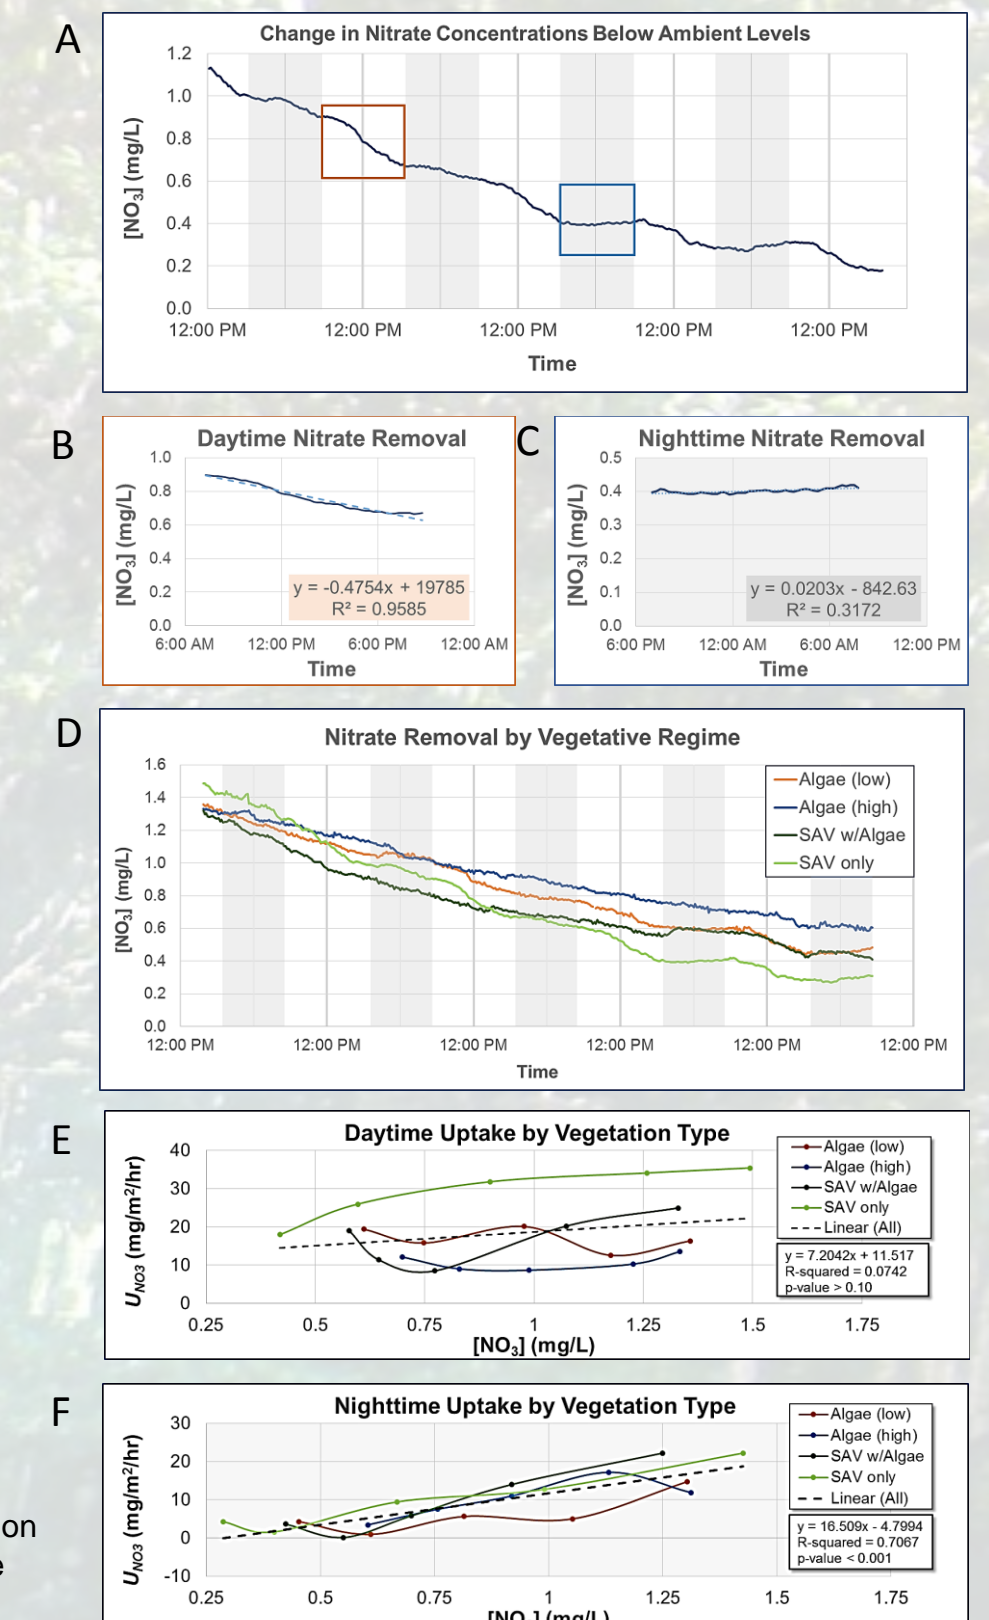 A
Change in Nitrate Concentrations Below Ambient Levels
1.2
1.0
0.8
0.6
0.4
0.2
0.0
[NO3] (mg/L)
12:00 PM 12:00 PM 12:00 PM 12:00 PM 12:00 PM
Time
B
Daytime Nitrate Removal
1.0
0.8
0.6
0.4
0.2
0.0
[NO3] (mg/L)
y = -0.4754x + 19785
R² = 0.9585
6:00 AM 12:00 PM 6:00 PM 12:00 AM
Time
C
Nighttime Nitrate Removal
0.5
0.4
0.3
0.2
0.1
0.0
[NO3] (mg/L)
y = 0.0203x - 842.63
R² = 0.3172
6:00 PM 12:00 AM 6:00 AM 12:00 PM
Time
D
Nitrate Removal by Vegetative Regime
1.6
1.4
1.2
1.0
0.8
0.6
0.4
0.2
0.0
[NO3] (mg/L)
Algae (low)
Algae (high)
SAV w/Algae
SAV only
12:00 PM 12:00 PM 12:00 PM 12:00 PM 12:00 PM 12:00 PM
Time
E
Daytime Uptake by Vegetation Type
40
30
20
10
0
UNO3 (mg/m²/hr)
Algae (low)
Algae (high)
SAV w/Algae
SAV only
Linear (All)
y = 7.2042x + 11.517
R-squared = 0.0742
p-value > 0.10
0.25 0.5 0.75 1 1.25 1.5 1.75
[NO3] (mg/L)
F
Nighttime Uptake by Vegetation Type
30
20
10
0
-10
UNO3 (mg/m²/hr)
Algae (low)
Algae (high)
SAV w/Algae
SAV only
Linear (All)
y = 16.509x - 4.7994
R-squared = 0.7067
p-value < 0.001
0.25 0.5 0.75 1 1.25 1.5 1.75
[NO3] (mg/L)
on
e